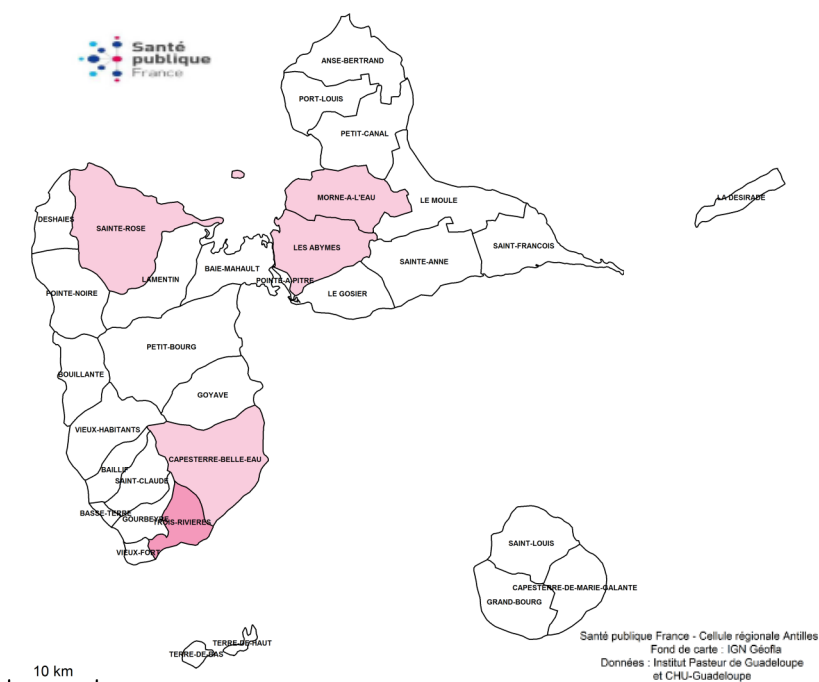 Santé
publique
France
ANSE-BERTRAND
PORT-LOUIS
PETIT-CANAL
MORNE-A-L'EAU
LE MOULE
LA DESIRADE
DESHAIES
SAINTE-ROSE
LES ABYMES
SAINT-FRANCOIS
SAINTE-ANNE
BAIE-MAHAULT
LAMENTIN
POINTE-A-PITRE
POINTE-NOIRE
LE GOSIER
PETIT-BOURG
BOUILLANTE
GOYAVE
VIEUX-HABITANTS
CAPESTERRE-BELLE-EAU
BAILLIF
SAINT-CLAUDE
BASSE-TERRE
GOURBEYRE
TROIS-RIVIERES
VIEUX-FORT
SAINT-LOUIS
CAPESTERRE-DE-MARIE-GALANTE
GRAND-BOURG
TERRE-DE-HAUT
TERRE-DE-BAS
10 km
Santé publique France - Cellule régionale Antilles
Fond de carte : IGN Géofla
Données : Institut Pasteur de Guadeloupe
et CHU-Guadeloupe